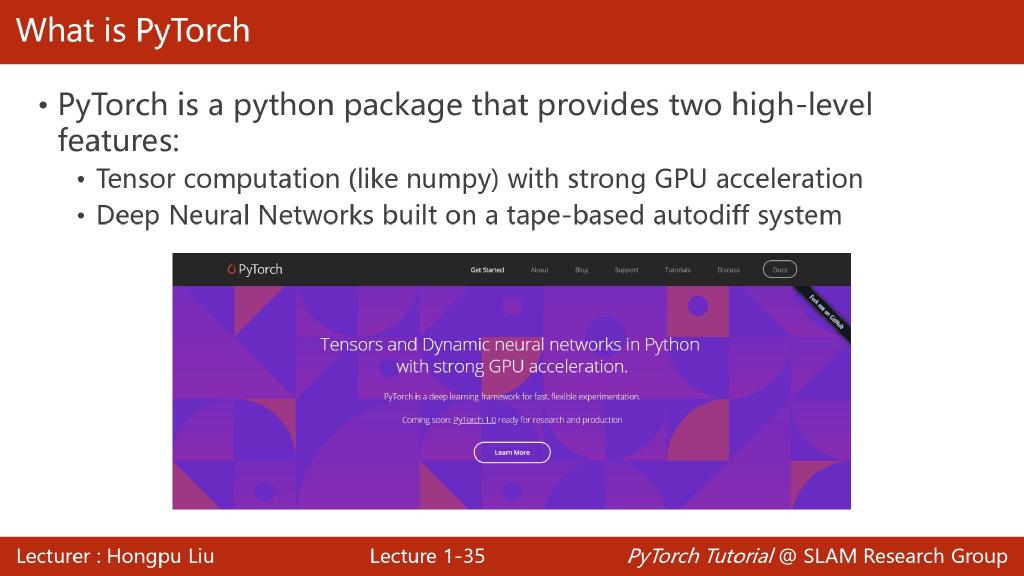 What is PyTorch
• PyTorch is a python package that provides two high-level
features:
• Tensor computation (like numpy) with strong GPU acceleration
• Deep Neural Networks built on a tape-based autodiff system
PyTorch Get Started About Blog Support Tutorials Discuss Docs
Fork me on GitHub
Tensors and Dynamic neural networks in Python
with strong GPU acceleration.
PyTorch is a deep learning framework for fast, flexible experimentation.
Coming soon: PyTorch 1.0 ready for research and production
Learn More
Lecturer : Hongpu Liu Lecture 1-35 PyTorch Tutorial @ SLAM Research Group